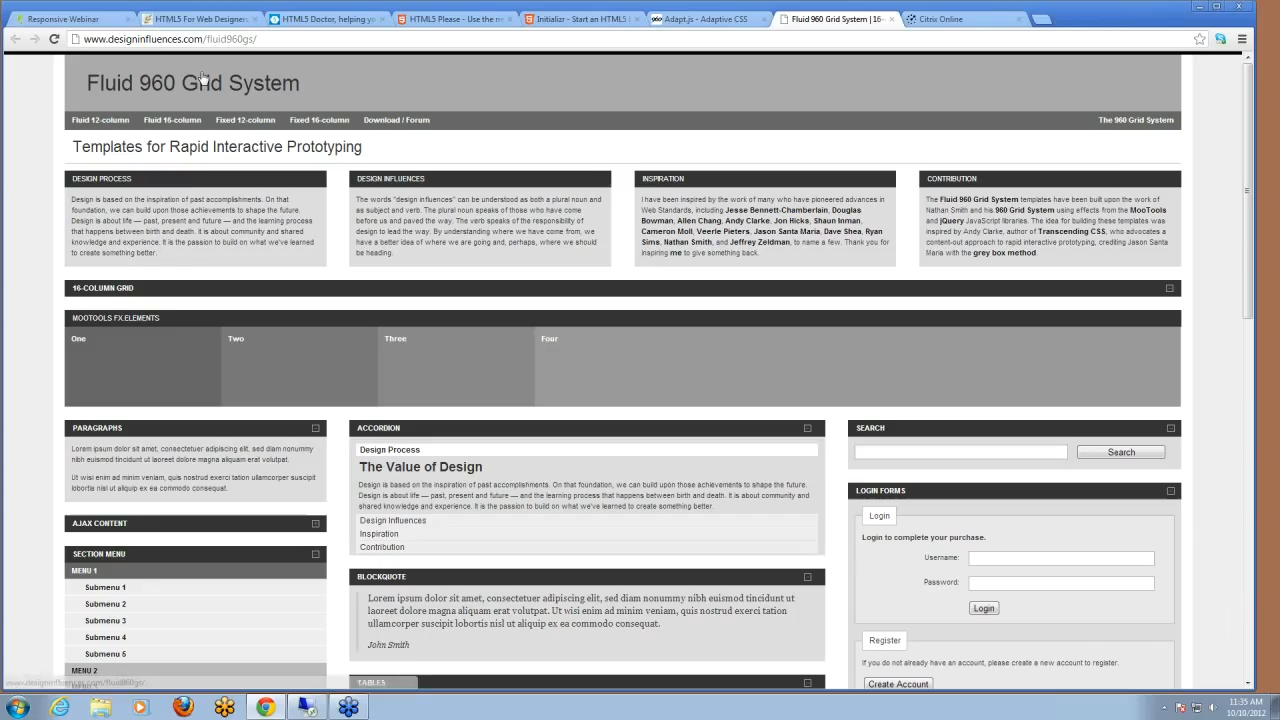 Responsive Webinar
HTML5 For Web Designers
HTML5 Doctor, helping yo
HTML5 Please - Use the ne
Initializr - Start an HTML5
Adapt.js - Adaptive CSS
Fluid 960 Grid System | 16-
Citrix Online
www.designinfluences.com/fluid960gs/
Fluid 960 Grid System
Fluid 12-column Fluid 16-column Fixed 12-column Fixed 16-column Download / Forum The 960 Grid System
Templates for Rapid Interactive Prototyping
DESIGN PROCESS
Design is based on the inspiration of past accomplishments. On that
foundation, we can build upon those achievements to shape the future.
Design is about life — past, present and future — and the learning process
that happens between birth and death. It is about community and shared
knowledge and experience. It is the passion to build on what we've learned
to create something better.
DESIGN INFLUENCES
The words "design influences" can be understood as both a plural noun and
as subject and verb. The plural noun speaks of those who have come
before us and paved the way. The verb speaks of the responsibility of
design to lead the way. By understanding where we have come from, we
have a better idea of where we are going and, perhaps, where we should
be heading.
INSPIRATION
I have been inspired by the work of many who have pioneered advances in
Web Standards, including Jesse Bennett-Chamberlain, Douglas
Bowman, Allen Chang, Andy Clarke, Jon Hicks, Shaun Inman,
Cameron Moll, Veerle Pieters, Jason Santa Maria, Dave Shea, Ryan
Sims, Nathan Smith, and Jeffrey Zeldman, to name a few. Thank you for
inspiring me to give something back.
CONTRIBUTION
The Fluid 960 Grid System templates have been built upon the work of
Nathan Smith and his 960 Grid System using effects from the MooTools
and jQuery JavaScript libraries. The idea for building these templates was
inspired by Andy Clarke, author of Transcending CSS, who advocates a
content-out approach to rapid interactive prototyping, crediting Jason Santa
Maria with the grey box method.
16-COLUMN GRID
MOOTOOLS FX.ELEMENTS
One Two Three Four
PARAGRAPHS
Lorem ipsum dolor sit amet, consectetuer adipiscing elit, sed diam nonummy
nibh euismod tincidunt ut laoreet dolore magna aliquam erat volutpat.
Ut wisi enim ad minim veniam, quis nostrud exerci tation ullamcorper suscipit
lobortis nisl ut aliquip ex ea commodo consequat.
AJAX CONTENT
SECTION MENU
MENU 1
Submenu 1
Submenu 2
Submenu 3
Submenu 4
Submenu 5
MENU 2
www.designinfluences.com/fluid960gs/
ACCORDION
Design Process
The Value of Design
Design is based on the inspiration of past accomplishments. On that foundation, we can build upon those achievements to shape the future.
Design is about life — past, present and future — and the learning process that happens between birth and death. It is about community and
shared knowledge and experience. It is the passion to build on what we've learned to create something better.
Design Influences
Inspiration
Contribution
BLOCKQUOTE
Lorem ipsum dolor sit amet, consectetuer adipiscing elit, sed diam nonummy nibh euismod tincidunt ut
laoreet dolore magna aliquam erat volutpat. Ut wisi enim ad minim veniam, quis nostrud exerci tation
ullamcorper suscipit lobortis nisl ut aliquip ex ea commodo consequat.
John Smith
TABLES
SEARCH
Search
LOGIN FORMS
Login
Login to complete your purchase.
Username:
Password:
Login
Register
If you do not already have an account, please create a new account to register.
Create Account
11:35 AM
10/10/2012